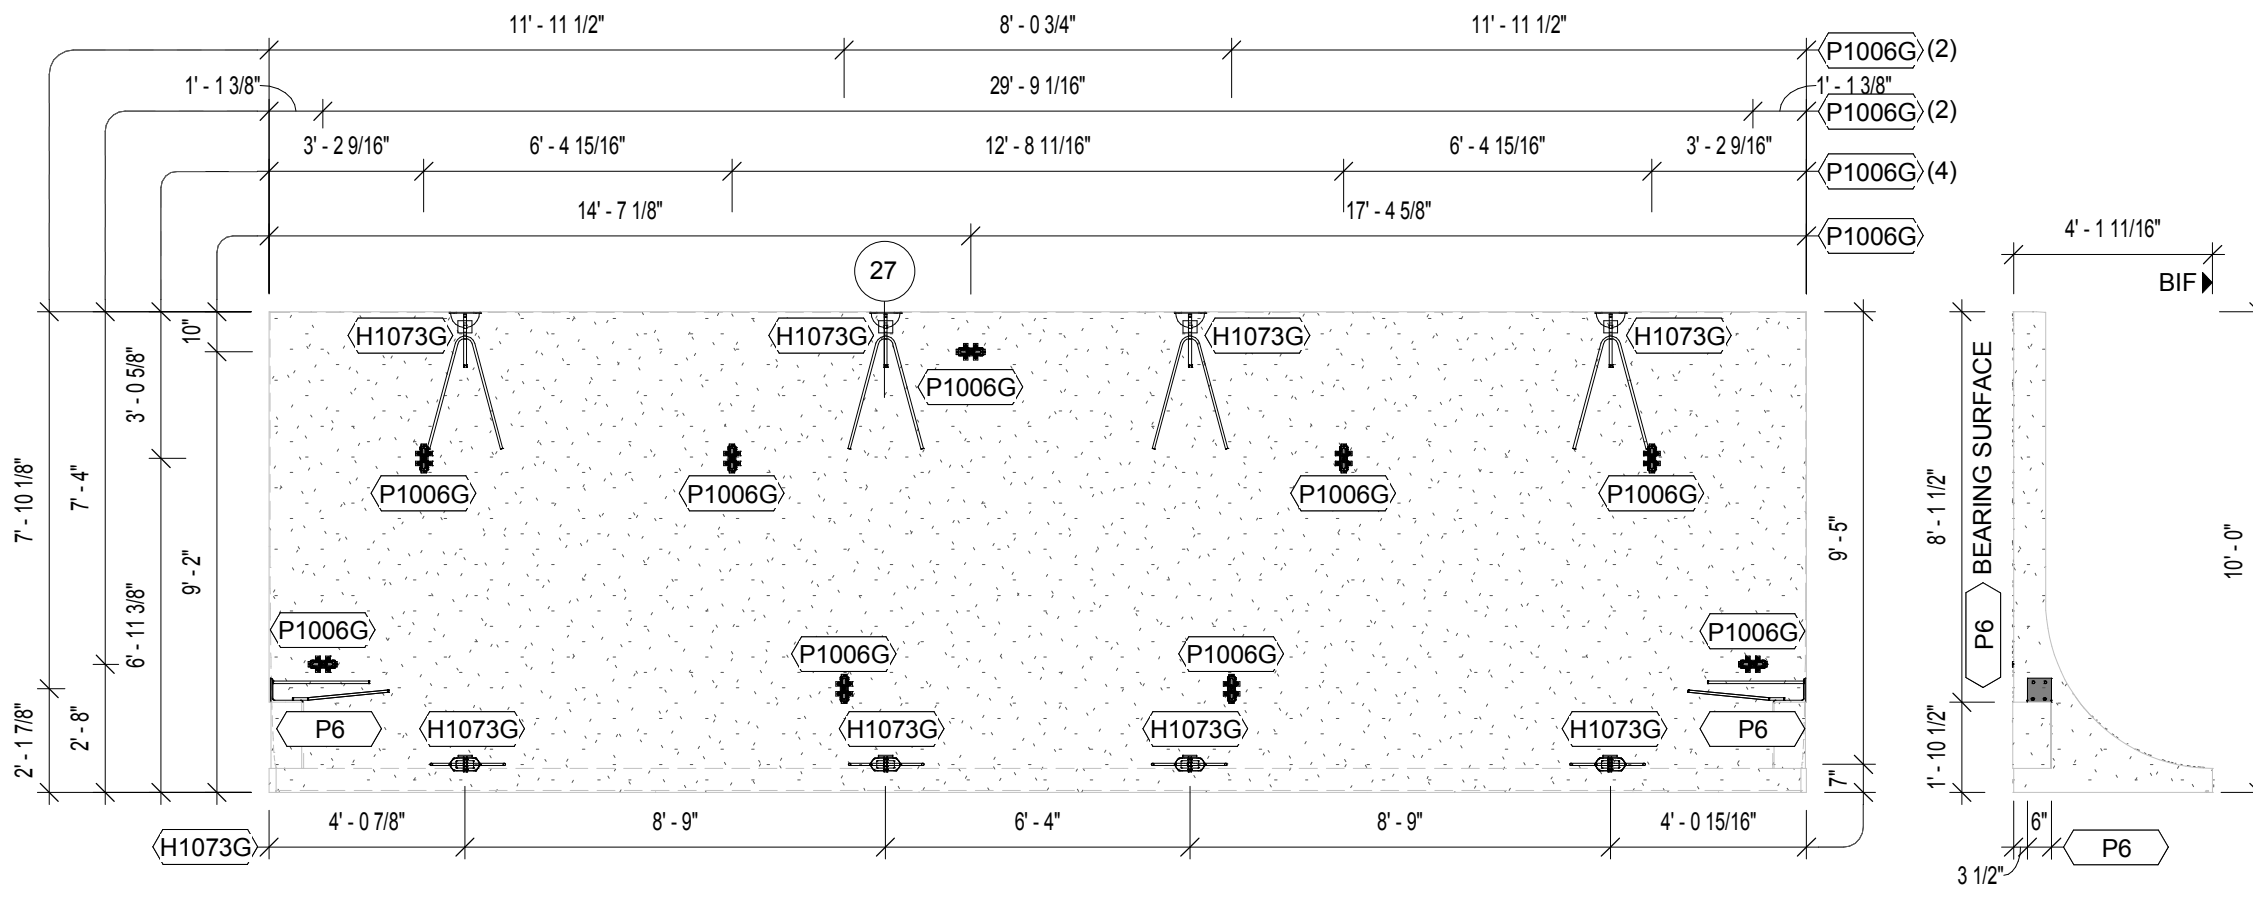 11' - 11 1/2" 8' - 0 3/4" 11' - 11 1/2"
P1006G (2)
1' - 1 3/8" 29' - 9 1/16" 1' - 1 3/8"
P1006G (2)
3' - 2 9/16" 6' - 4 15/16" 12' - 8 11/16" 6' - 4 15/16" 3' - 2 9/16"
P1006G (4)
14' - 7 1/8" 17' - 4 5/8"
P1006G
4' - 1 11/16"
27
BIF
10"
H1073G H1073G H1073G H1073G
P1006G
3' - 0 5/8"
P1006G P1006G P1006G P1006G
7' - 10 1/8"
7' - 4"
9' - 2"
6' - 11 3/8"
9' - 5"
8' - 1 1/2"
P6 BEARING SURFACE
10' - 0"
P1006G P1006G
P1006G P1006G
P6 H1073G H1073G H1073G H1073G P6
2' - 1 7/8"
2' - 8"
7"
1' - 10 1/2"
4' - 0 7/8" 8' - 9" 6' - 4" 8' - 9" 4' - 0 15/16"
6"
H1073G
P6
3 1/2"